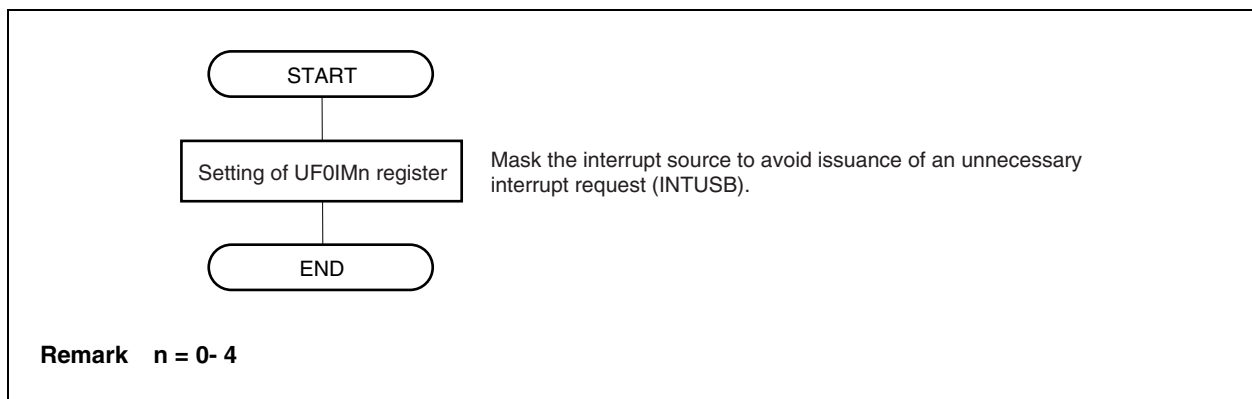 START
Setting of UF0IMn register
Mask the interrupt source to avoid issuance of an unnecessary
interrupt request (INTUSB).
END
Remark n = 0- 4